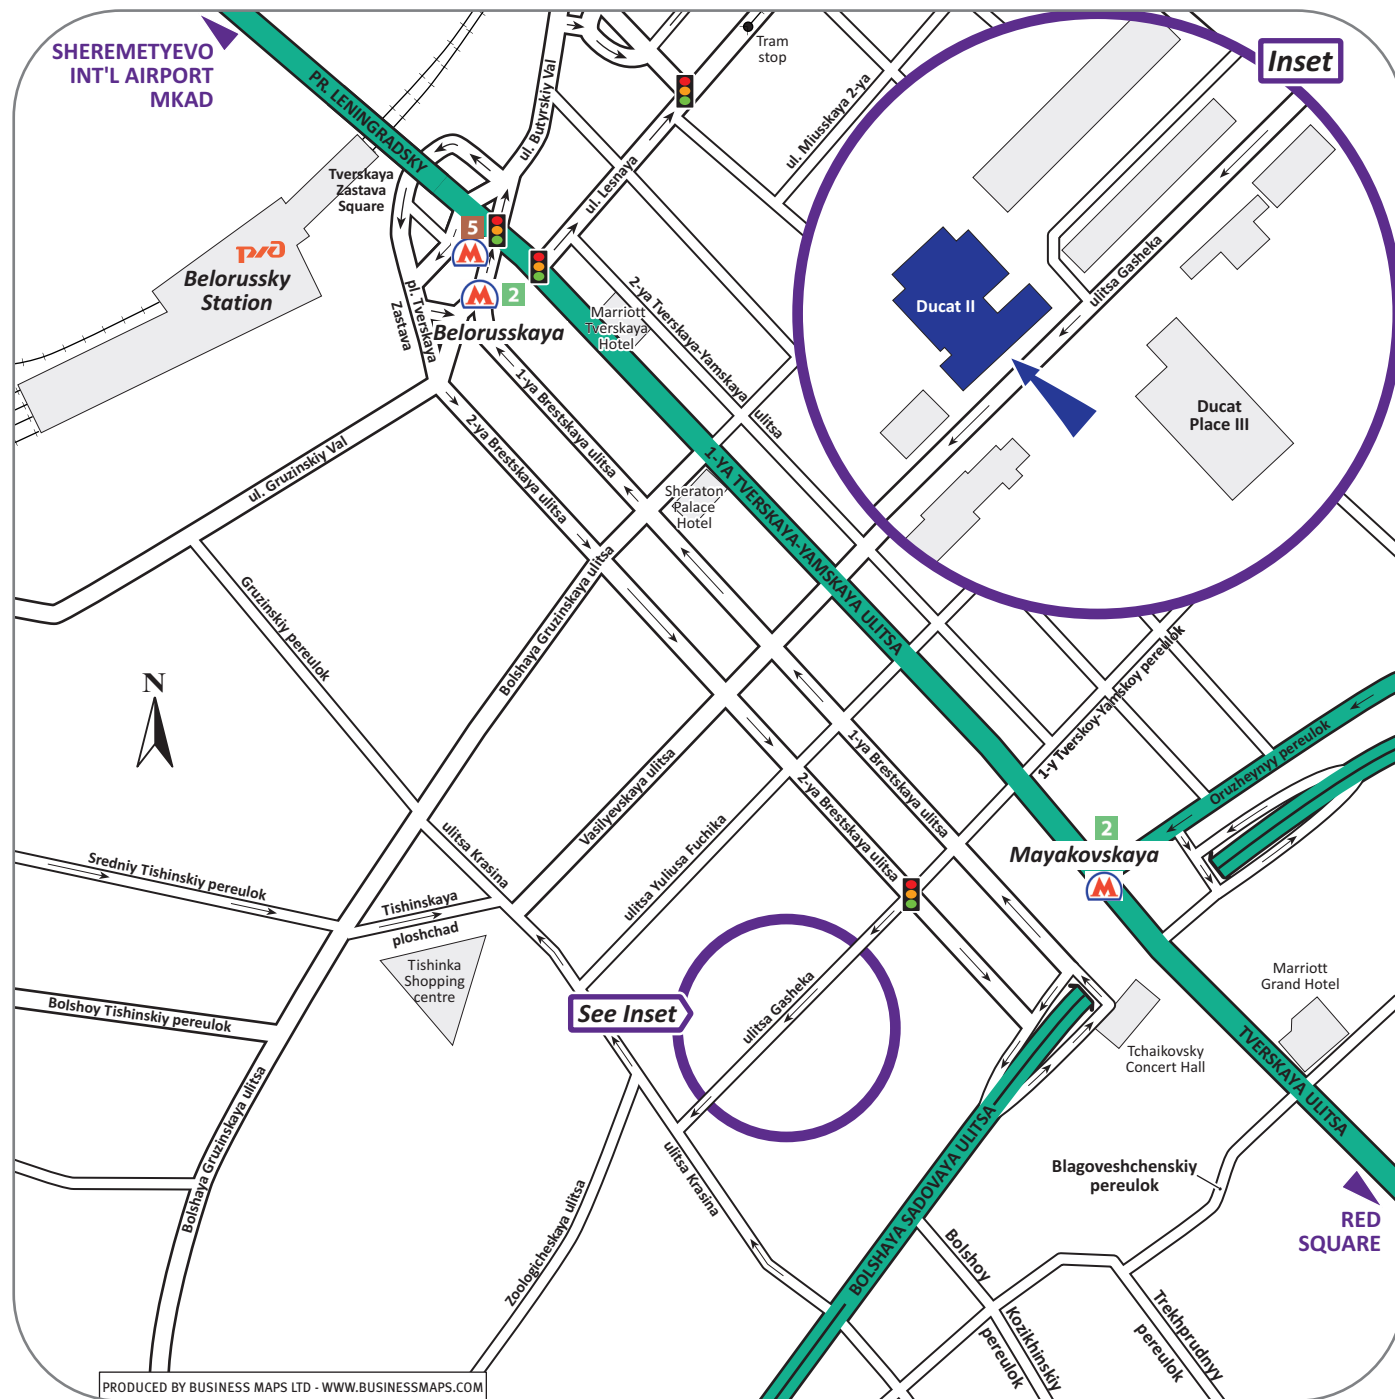 SHEREMETYEVO
INT'L AIRPORT
MKAD
PR. LENINGRADSKY
ul. Butyrskiy Val
Tram
stop
ul. Miusskaya 2-ya
Inset
Tverskaya
Zastava
Square
ul. Lesnaya
5
РЖД
Belorussky
Station
M
M
2
Belorusskaya
pl. Tverskaya
Zastava
Marriott
Tverskaya
Hotel
2-ya Tverskaya-Yamskaya
ulitsa
ulitsa Gasheka
Ducat II
Ducat
Place III
1-ya Brestskaya ulitsa
2-ya Brestskaya ulitsa
ul. Gruzinskiy Val
Sheraton
Palace
Hotel
1-YA TVERSKAYA-YAMSKAYA ULITSA
Gruzinskiy pereulok
Bolshaya Gruzinskaya ulitsa
N
1-y Tverskoy-Yamskoy pereulok
Oruzheynyy pereulok
Vasilyevskaya ulitsa
1-ya Brestskaya ulitsa
2-ya Brestskaya ulitsa
ulitsa Yuliusa Fuchika
2
Mayakovskaya
M
ulitsa Krasina
Sredniy Tishinskiy pereulok
Tishinskaya
ploshchad
Tishinka
Shopping
centre
Marriott
Grand Hotel
Bolshoy Tishinskiy pereulok
See Inset
ulitsa Gasheka
Tchaikovsky
Concert Hall
TVERSKAYA ULITSA
Bolshaya Gruzinskaya ulitsa
ulitsa Krasina
BOLSHAYA SADOVAYA ULITSA
Blagoveshchenskiy
pereulok
Zoologicheskaya ulitsa
RED
SQUARE
Bolshoy
Kozikhinskiy
pereulok
Trekhprudnyy
pereulok
PRODUCED BY BUSINESS MAPS LTD - WWW.BUSINESSMAPS.COM